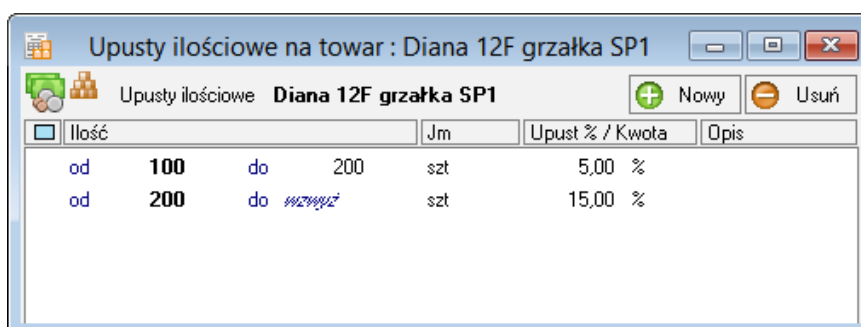 Upusty ilościowe na towar : Diana 12F grzałka SP1
Upusty ilościowe Diana 12F grzałka SP1 Nowy Usuń
Ilość Jm Upust % / Kwota Opis
od 100 do 200 szt 5,00 %
od 200 do wzwyż szt 15,00 %